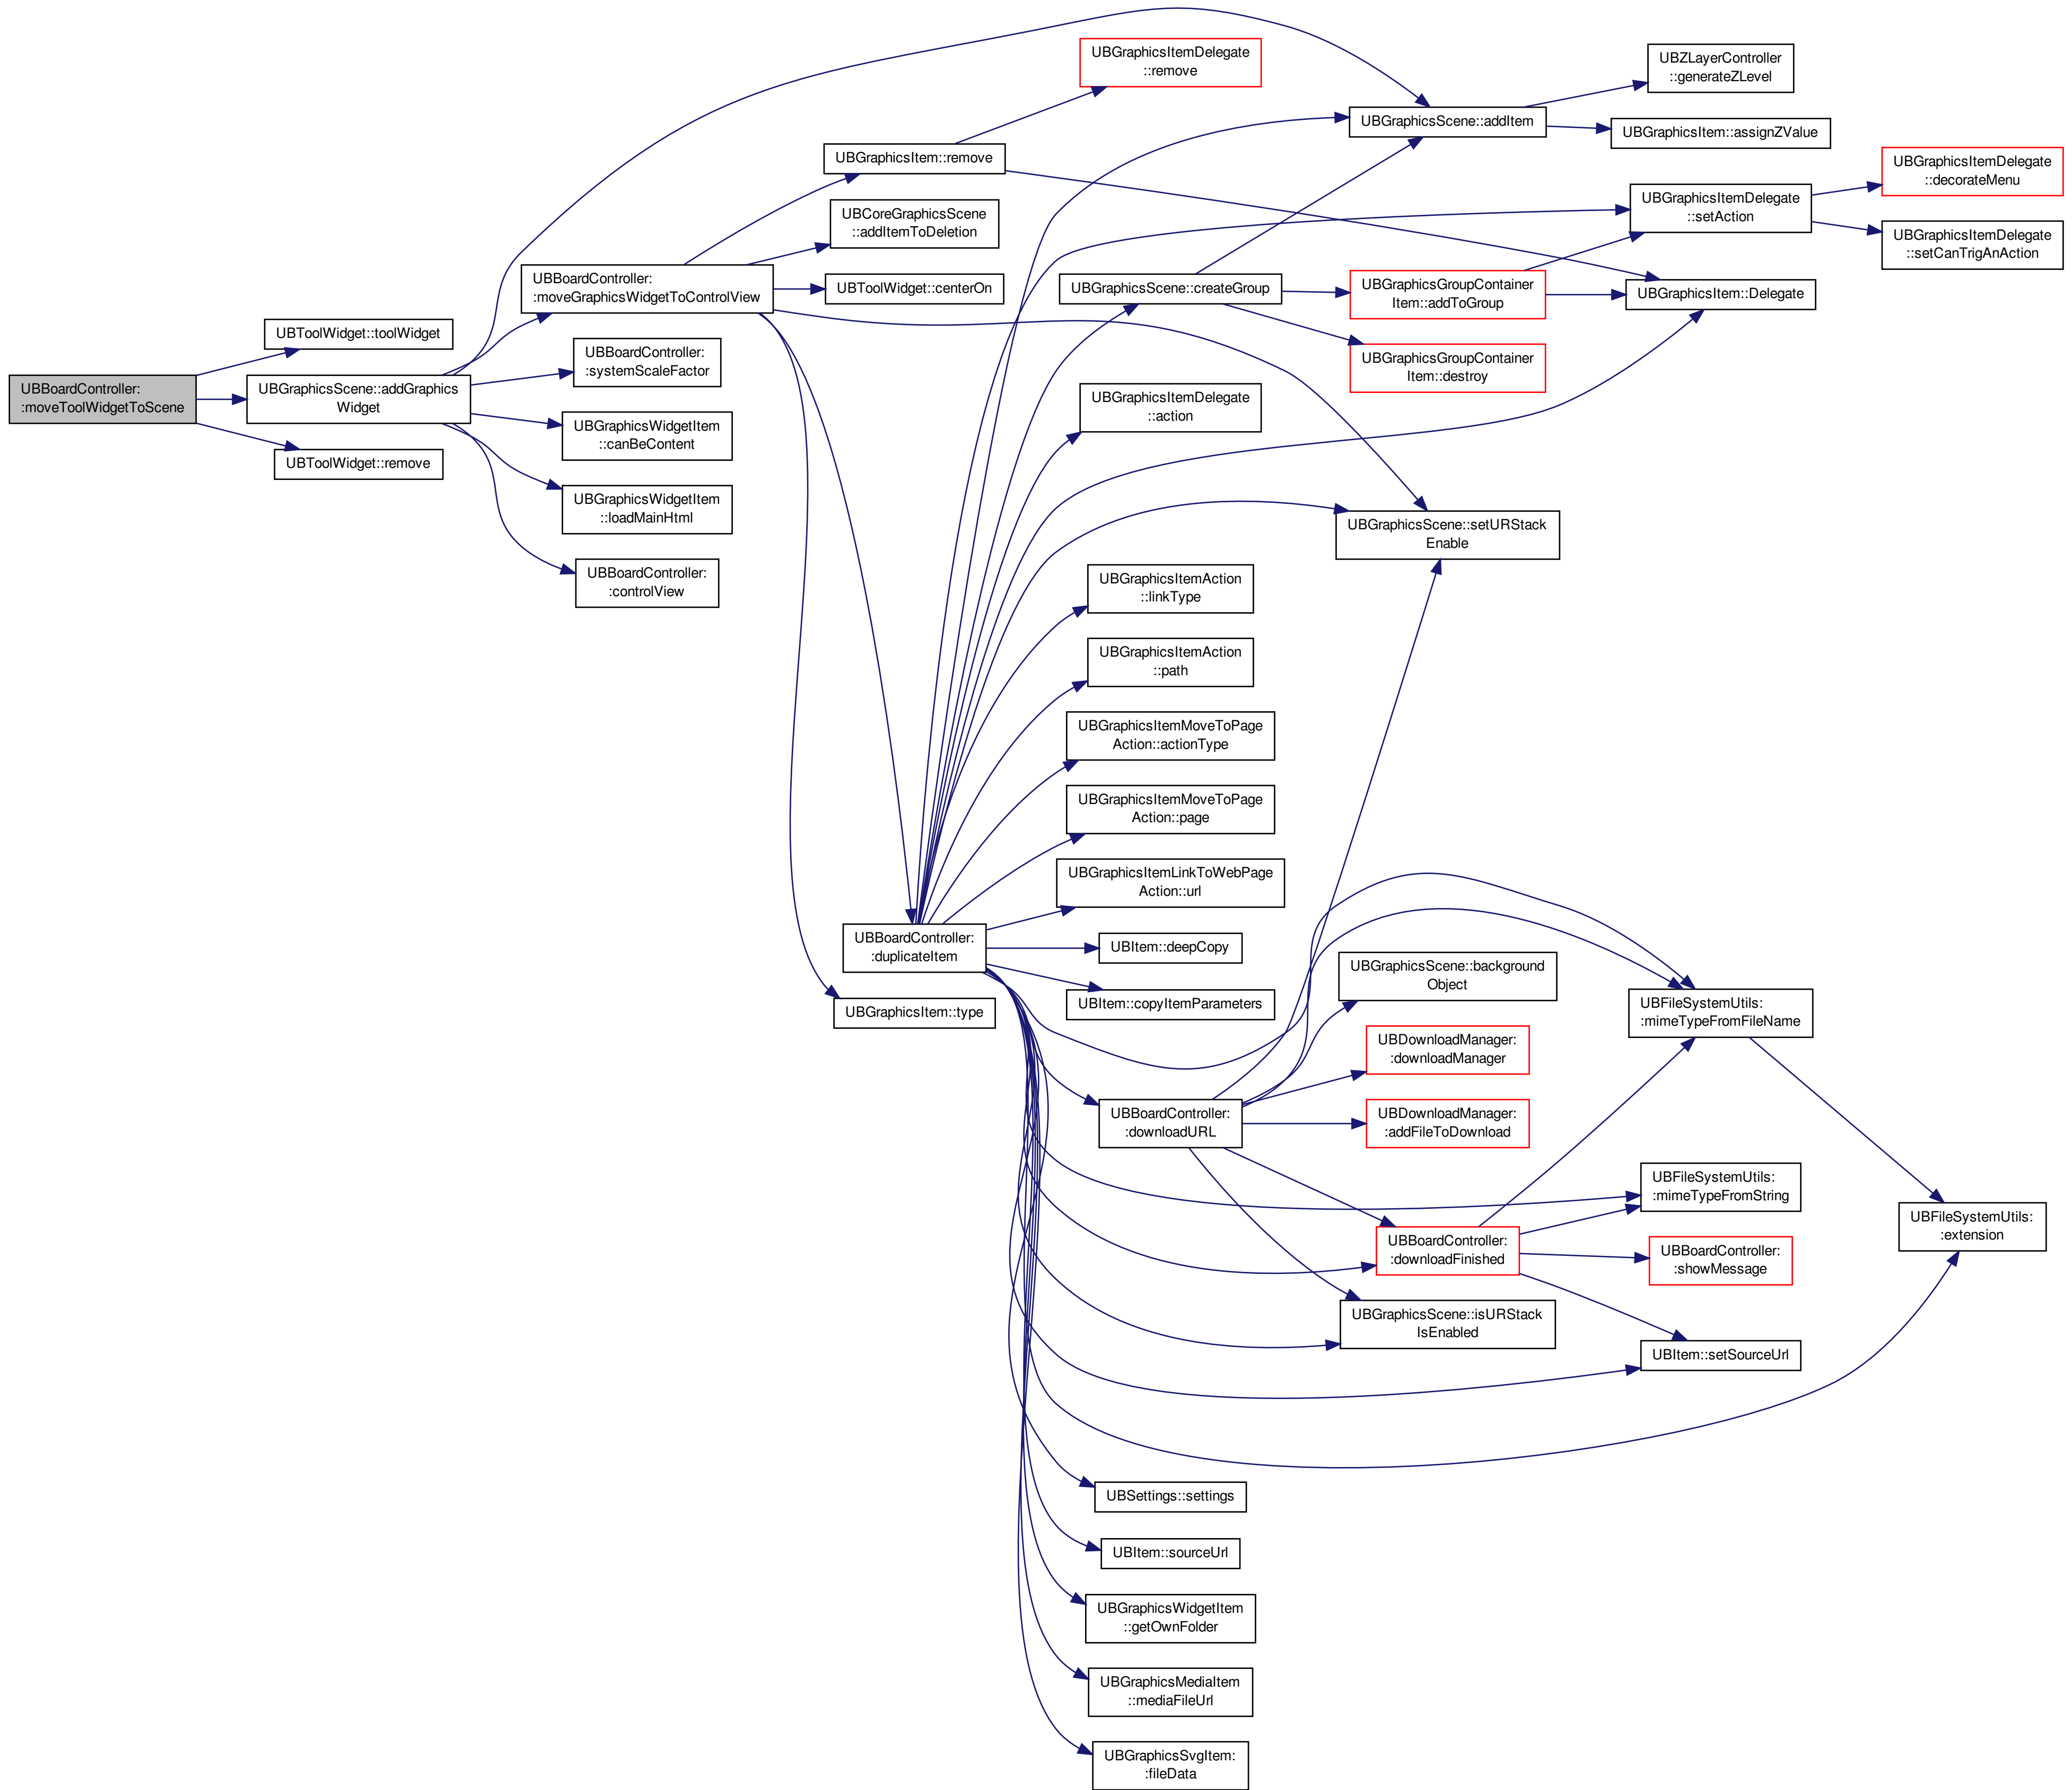 UBBoardController:
:moveToolWidgetToScene
UBToolWidget::toolWidget
UBGraphicsScene::addGraphics
Widget
UBToolWidget::remove
UBBoardController:
:moveGraphicsWidgetToControlView
UBBoardController:
:systemScaleFactor
UBGraphicsWidgetItem
::canBeContent
UBGraphicsWidgetItem
::loadMainHtml
UBBoardController:
:controlView
UBGraphicsItem::remove
UBCoreGraphicsScene
::addItemToDeletion
UBToolWidget::centerOn
UBBoardController:
:duplicateItem
UBGraphicsItem::type
UBGraphicsItemDelegate
::remove
UBGraphicsScene::createGroup
UBGraphicsItemDelegate
::action
UBGraphicsItemAction
::linkType
UBGraphicsItemAction
::path
UBGraphicsItemMoveToPage
Action::actionType
UBGraphicsItemMoveToPage
Action::page
UBGraphicsItemLinkToWebPage
Action::url
UBItem::deepCopy
UBItem::copyItemParameters
UBBoardController:
:downloadURL
UBSettings::settings
UBItem::sourceUrl
UBGraphicsWidgetItem
::getOwnFolder
UBGraphicsMediaItem
::mediaFileUrl
UBGraphicsSvgItem:
:fileData
UBGraphicsScene::addItem
UBGraphicsGroupContainer
Item::addToGroup
UBGraphicsGroupContainer
Item::destroy
UBGraphicsScene::setURStack
Enable
UBGraphicsScene::background
Object
UBDownloadManager:
:downloadManager
UBDownloadManager:
:addFileToDownload
UBBoardController:
:downloadFinished
UBGraphicsScene::isURStack
IsEnabled
UBZLayerController
::generateZLevel
UBGraphicsItem::assignZValue
UBGraphicsItemDelegate
::setAction
UBGraphicsItem::Delegate
UBFileSystemUtils:
:mimeTypeFromFileName
UBFileSystemUtils:
:mimeTypeFromString
UBBoardController:
:showMessage
UBItem::setSourceUrl
UBGraphicsItemDelegate
::decorateMenu
UBGraphicsItemDelegate
::setCanTrigAnAction
UBFileSystemUtils:
:extension